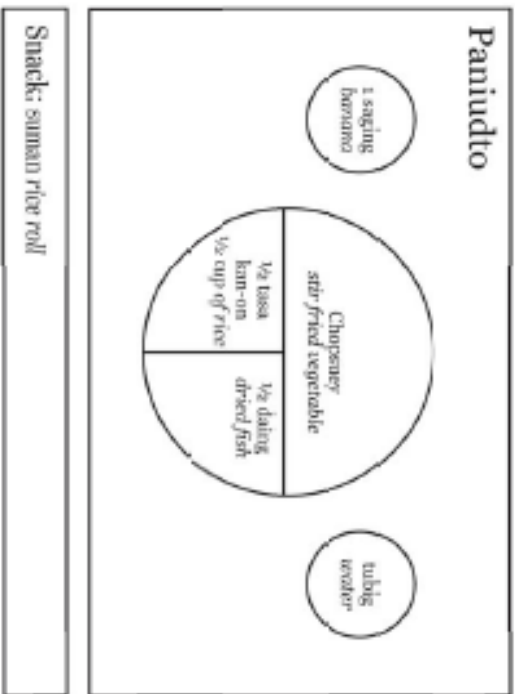 Paniudto
1 saging
banana
Chopsuey
stir fried vegetable
½ tasa
kan-on
½ cup of rice
½ daing
dried fish
tubig
water
Snack: suman rice roll